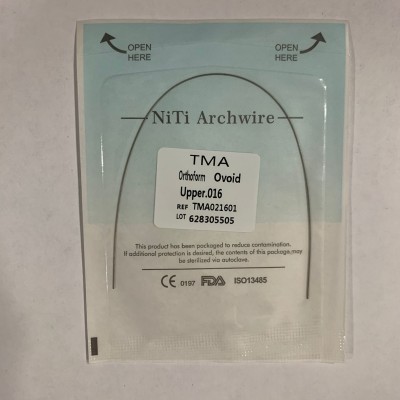 OPEN HERE
OPEN HERE
NiTi Archwire
TMA
Orthoform Ovoid
Upper.016
REF TMA021601
LOT 628305505
This product has been packaged to reduce contamination.
If additional protection is desired, the contents of this package,may
be sterilized via autoclave.
CE 0197 FDA ISO13485